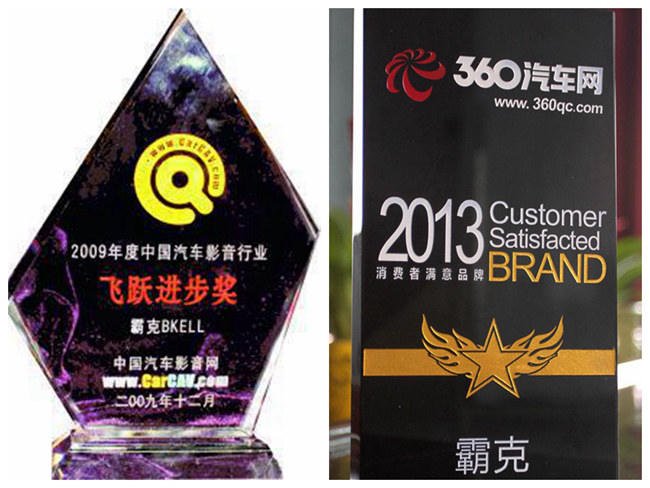 www.CarCAV.com
2009年度中国汽车影音行业
飞跃进步奖
霸克BKELL
中国汽车影音网
www.CarCAV.com
二00九年十二月
360汽车网
www.360qc.com
2013 Customer
Satisfacted
消费者满意品牌 BRAND
霸克